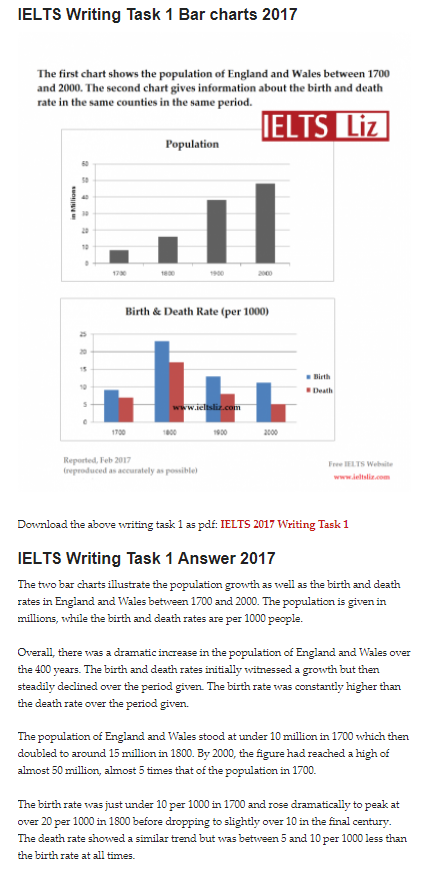 IELTS Writing Task 1 Bar charts 2017
The first chart shows the population of England and Wales between 1700
and 2000. The second chart gives information about the birth and death
rate in the same counties in the same period.
IELTS Liz
Population
in Millions
60
50
40
30
20
10
0
1700 1800 1900 2000
Birth & Death Rate (per 1000)
25
20
15
10
5
0
Birth
Death
www.ieltsliz.com
1700 1800 1900 2000
Reported, Feb 2017
(reproduced as accurately as possible)
Free IELTS Website
www.ieltsliz.com
Download the above writing task 1 as pdf: IELTS 2017 Writing Task 1
IELTS Writing Task 1 Answer 2017
The two bar charts illustrate the population growth as well as the birth and death
rates in England and Wales between 1700 and 2000. The population is given in
millions, while the birth and death rates are per 1000 people.
Overall, there was a dramatic increase in the population of England and Wales over
the 400 years. The birth and death rates initially witnessed a growth but then
steadily declined over the period given. The birth rate was constantly higher than
the death rate over the period given.
The population of England and Wales stood at under 10 million in 1700 which then
doubled to around 15 million in 1800. By 2000, the figure had reached a high of
almost 50 million, almost 5 times that of the population in 1700.
The birth rate was just under 10 per 1000 in 1700 and rose dramatically to peak at
over 20 per 1000 in 1800 before dropping to slightly over 10 in the final century.
The death rate showed a similar trend but was between 5 and 10 per 1000 less than
the birth rate at all times.